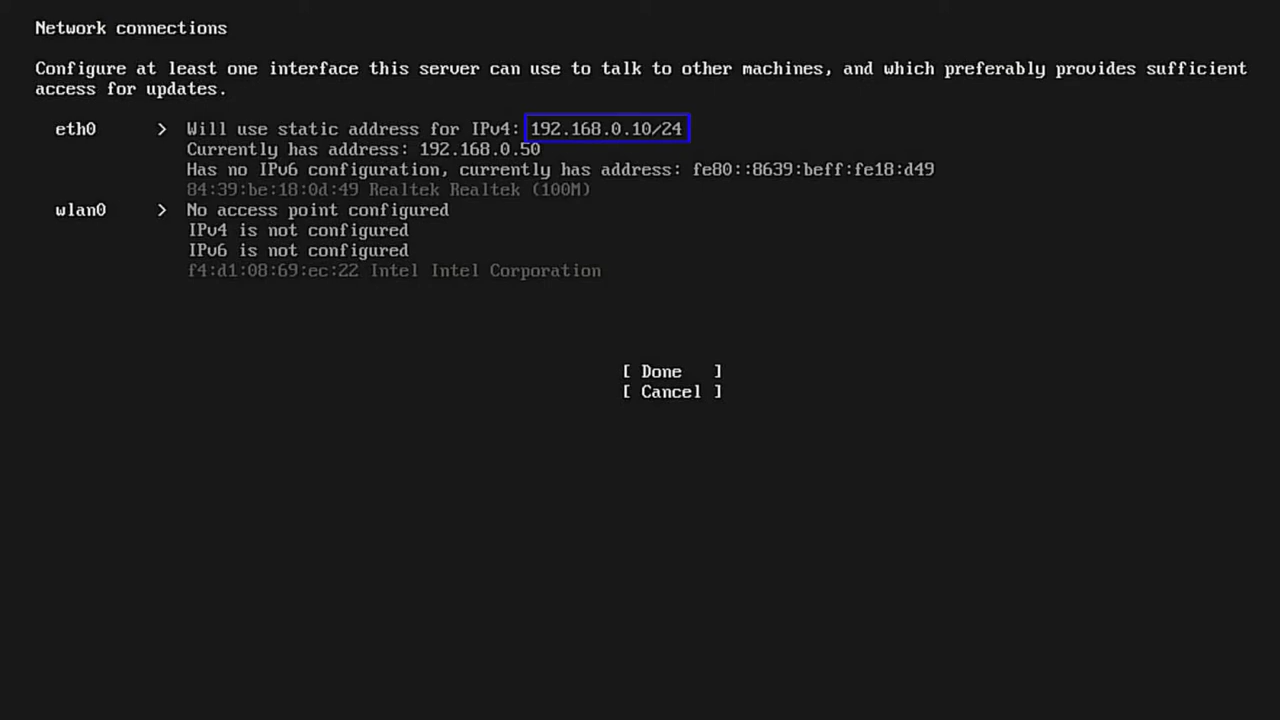 Network connections
Configure at least one interface this server can use to talk to other machines, and which preferably provides sufficient
access for updates.
eth0 > Will use static address for IPv4: 192.168.0.10/24
Currently has address: 192.168.0.50
Has no IPv6 configuration, currently has address: fe80::8639:beff:fe18:d49
84:39:be:18:0d:49 Realtek Realtek (100M)
wlan0 > No access point configured
IPv4 is not configured
IPv6 is not configured
f4:d1:08:69:ec:22 Intel Intel Corporation
[ Done ]
[ Cancel ]